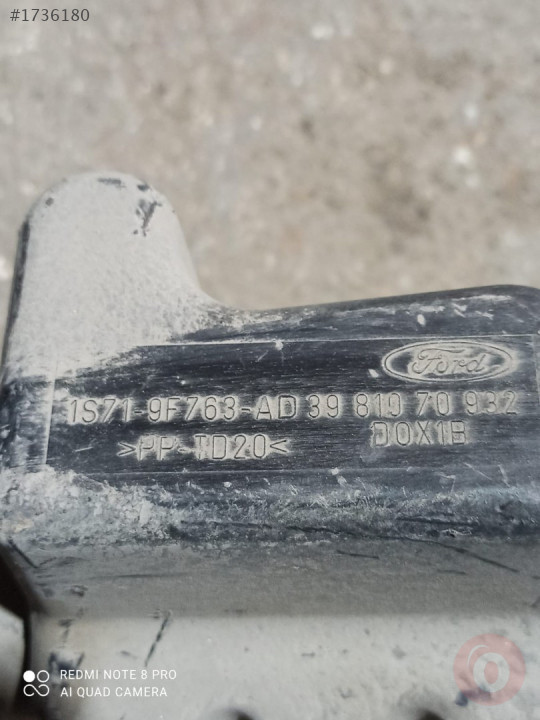 #1736180
Ford
1S71-9F763-AD 39 810 70 932
>PP-TD20< DOX1B
REDMI NOTE 8 PRO
AI QUAD CAMERA